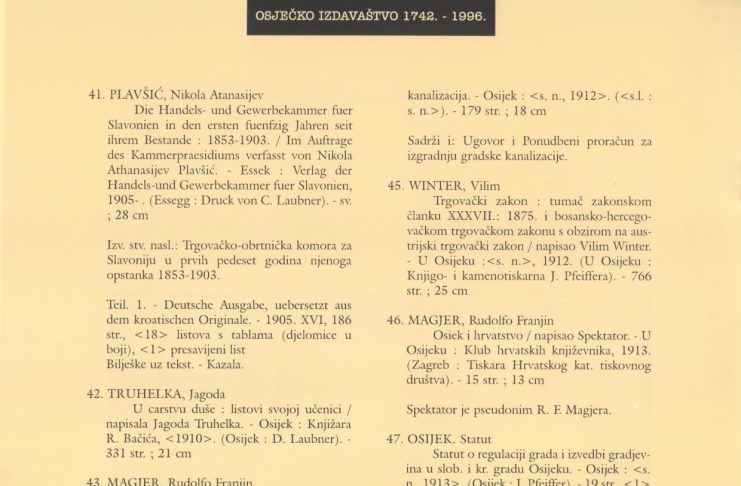 OSJEČKO IZDAVAŠTVO 1742. - 1996.
41. PLAVŠIĆ, Nikola Atanasijev
Die Handels- und Gewerbekammer fuer
Slavonien in den ersten fuenfzig Jahren seit
ihrem Bestande : 1853-1903. / Im Auftrage
des Kammerpraesidiums verfasst von Nikola
Athanasijev Plavšić. - Essek : Verlag der
Handels-und Gewerbekammer fuer Slavonien,
1905- . (Essegg : Druck von C. Laubner). - sv.
; 28 cm
Izv. stv. nasl.: Trgovačko-obrtnička komora za
Slavoniju u prvih pedeset godina njenoga
opstanka 1853-1903.
Teil. 1. - Deutsche Ausgabe, uebersetzt aus
dem kroatischen Originale. - 1905. XVI, 186
str., <18> listova s tablama (djelomice u
boji), <1> presavijeni list
Bilješke uz tekst. - Kazala.
42. TRUHELKA, Jagoda
U carstvu duše : listovi svojoj učenici /
napisala Jagoda Truhelka. - Osijek : Knjižara
R. Bačića, <1910>. (Osijek : D. Laubner). -
331 str. ; 21 cm
43. MAGJER, Rudolfo Franjin
kanalizacija. - Osijek : <s. n., 1912>. (<s.l. :
s. n.>). - 179 str. ; 18 cm
Sadrži i: Ugovor i Ponudbeni proračun za
izgradnju gradske kanalizacije.
45. WINTER, Vilim
Trgovački zakon : tumač zakonskom
članku XXXVII.: 1875. i bosansko-hercego-
vačkom trgovačkom zakonu s obzirom na aus-
trijski trgovački zakon / napisao Vilim Winter.
- U Osijeku :<s. n.>, 1912. (U Osijeku :
Knjigo- i kamenotiskarna J. Pfeiffera). - 766
str. ; 25 cm
46. MAGJER, Rudolfo Franjin
Osiek i hrvatstvo / napisao Spektator. - U
Osijeku : Klub hrvatskih književnika, 1913.
(Zagreb : Tiskara Hrvatskog kat. tiskovnog
društva). - 15 str. ; 13 cm
Spektator je pseudonim R. F. Magjera.
47. OSIJEK. Statut
Statut o regulaciji grada i izvedbi gradjev-
ina u slob. i kr. gradu Osijeku. - Osijek : <s.
n., 1913>. (Osijek : J. Pfeiffer). - 19 str., <1>